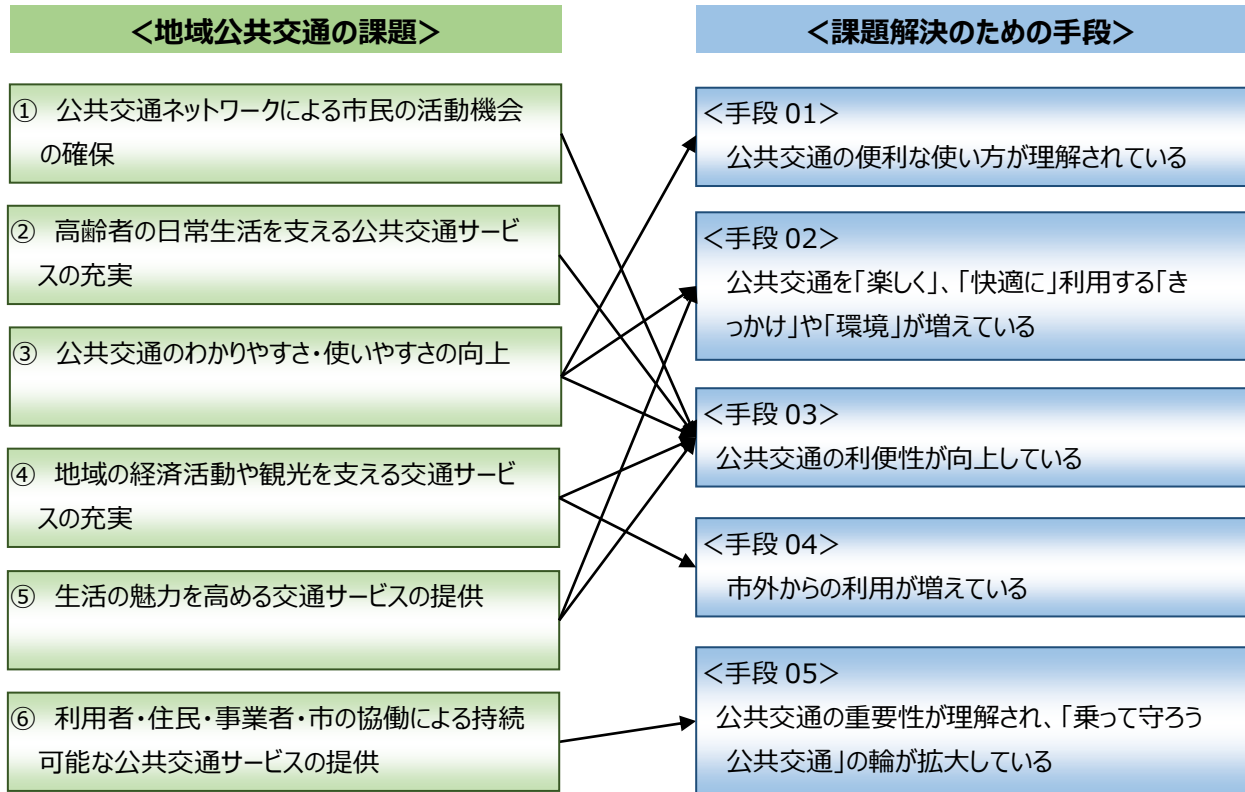 <地域公共交通の課題>
① 公共交通ネットワークによる市民の活動機会
の確保
② 高齢者の日常生活を支える公共交通サービ
スの充実
③ 公共交通のわかりやすさ・使いやすさの向上
④ 地域の経済活動や観光を支える交通サービ
スの充実
⑤ 生活の魅力を高める交通サービスの提供
⑥ 利用者・住民・事業者・市の協働による持続
可能な公共交通サービスの提供
<課題解決のための手段>
<手段 01>
公共交通の便利な使い方が理解されている
<手段 02>
公共交通を「楽しく」、「快適に」利用する「き
っかけ」や「環境」が増えている
<手段 03>
公共交通の利便性が向上している
<手段 04>
市外からの利用が増えている
<手段 05>
公共交通の重要性が理解され、「乗って守ろう
公共交通」の輪が拡大している